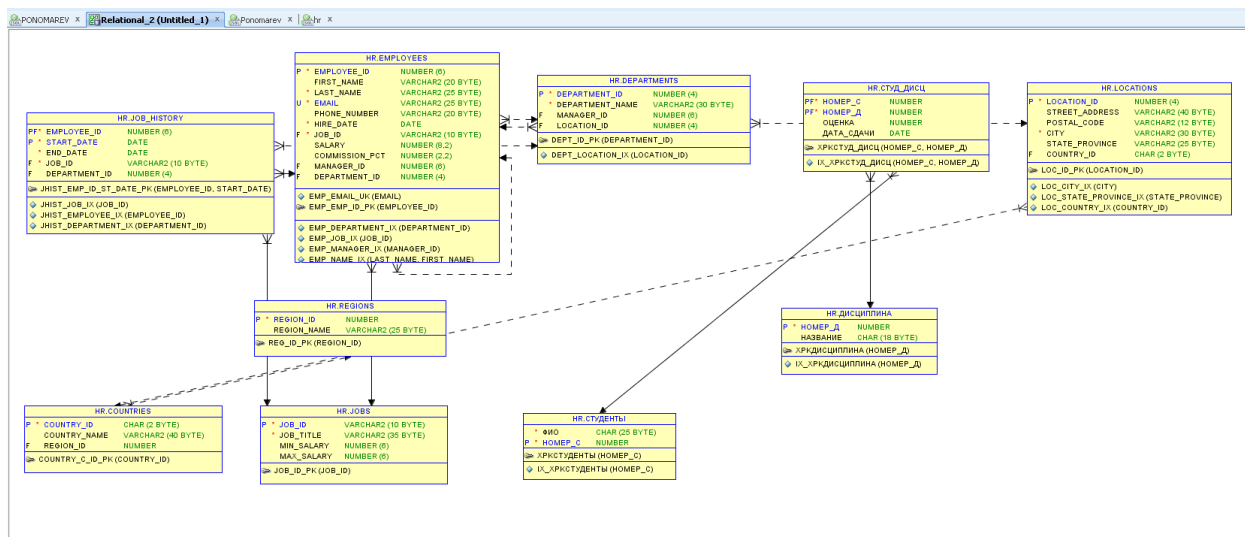 PONOMAREV x Relational_2 (Untitled_1) x Ponomarev x hr x
HR.JOB_HISTORY
PF* EMPLOYEE_ID NUMBER (6)
P * START_DATE DATE
* END_DATE DATE
F * JOB_ID VARCHAR2 (10 BYTE)
F DEPARTMENT_ID NUMBER (4)
JHIST_EMP_ID_ST_DATE_PK (EMPLOYEE_ID, START_DATE)
JHIST_JOB_IX (JOB_ID)
JHIST_EMPLOYEE_IX (EMPLOYEE_ID)
JHIST_DEPARTMENT_IX (DEPARTMENT_ID)
HR.EMPLOYEES
P * EMPLOYEE_ID NUMBER (6)
FIRST_NAME VARCHAR2 (20 BYTE)
* LAST_NAME VARCHAR2 (25 BYTE)
U * EMAIL VARCHAR2 (25 BYTE)
PHONE_NUMBER VARCHAR2 (20 BYTE)
* HIRE_DATE DATE
F * JOB_ID VARCHAR2 (10 BYTE)
SALARY NUMBER (8,2)
COMMISSION_PCT NUMBER (2,2)
F MANAGER_ID NUMBER (6)
F DEPARTMENT_ID NUMBER (4)
EMP_EMAIL_UK (EMAIL)
EMP_EMP_ID_PK (EMPLOYEE_ID)
EMP_DEPARTMENT_IX (DEPARTMENT_ID)
EMP_JOB_IX (JOB_ID)
EMP_MANAGER_IX (MANAGER_ID)
EMP_NAME_IX (LAST_NAME, FIRST_NAME)
HR.DEPARTMENTS
P * DEPARTMENT_ID NUMBER (4)
* DEPARTMENT_NAME VARCHAR2 (30 BYTE)
F MANAGER_ID NUMBER (6)
F LOCATION_ID NUMBER (4)
DEPT_ID_PK (DEPARTMENT_ID)
DEPT_LOCATION_IX (LOCATION_ID)
HR.СТУД_ДИСЦ
PF* НОМЕР_С NUMBER
PF* НОМЕР_Д NUMBER
ОЦЕНКА NUMBER
ДАТА_СДАЧИ DATE
XPKСТУД_ДИСЦ (НОМЕР_С, НОМЕР_Д)
IX_XPKСТУД_ДИСЦ (НОМЕР_С, НОМЕР_Д)
HR.LOCATIONS
P * LOCATION_ID NUMBER (4)
STREET_ADDRESS VARCHAR2 (40 BYTE)
POSTAL_CODE VARCHAR2 (12 BYTE)
* CITY VARCHAR2 (30 BYTE)
STATE_PROVINCE VARCHAR2 (25 BYTE)
F COUNTRY_ID CHAR (2 BYTE)
LOC_ID_PK (LOCATION_ID)
LOC_CITY_IX (CITY)
LOC_STATE_PROVINCE_IX (STATE_PROVINCE)
LOC_COUNTRY_IX (COUNTRY_ID)
HR.REGIONS
P * REGION_ID NUMBER
REGION_NAME VARCHAR2 (25 BYTE)
REG_ID_PK (REGION_ID)
HR.ДИСЦИПЛИНА
P * НОМЕР_Д NUMBER
НАЗВАНИЕ CHAR (18 BYTE)
XPKДИСЦИПЛИНА (НОМЕР_Д)
IX_XPKДИСЦИПЛИНА (НОМЕР_Д)
HR.COUNTRIES
P * COUNTRY_ID CHAR (2 BYTE)
COUNTRY_NAME VARCHAR2 (40 BYTE)
F REGION_ID NUMBER
COUNTRY_C_ID_PK (COUNTRY_ID)
HR.JOBS
P * JOB_ID VARCHAR2 (10 BYTE)
* JOB_TITLE VARCHAR2 (35 BYTE)
MIN_SALARY NUMBER (6)
MAX_SALARY NUMBER (6)
JOB_ID_PK (JOB_ID)
HR.СТУДЕНТЫ
* ФИО CHAR (25 BYTE)
P * НОМЕР_С NUMBER
XPKСТУДЕНТЫ (НОМЕР_С)
IX_XPKСТУДЕНТЫ (НОМЕР_С)